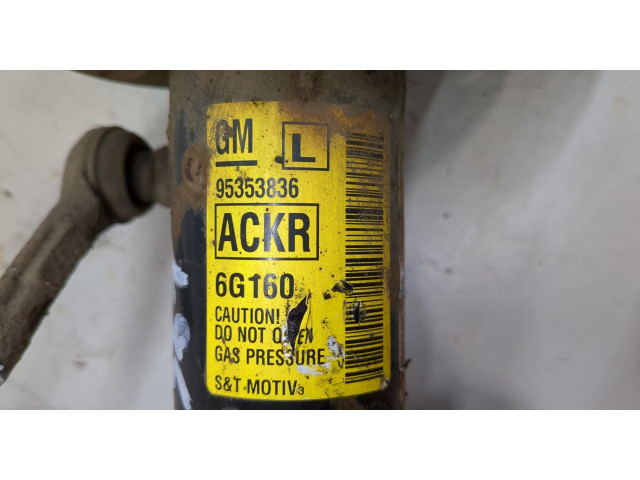 GM L
95353836
ACKR
6G160
CAUTION!
DO NOT OPEN
GAS PRESSURE
S&T MOTIV